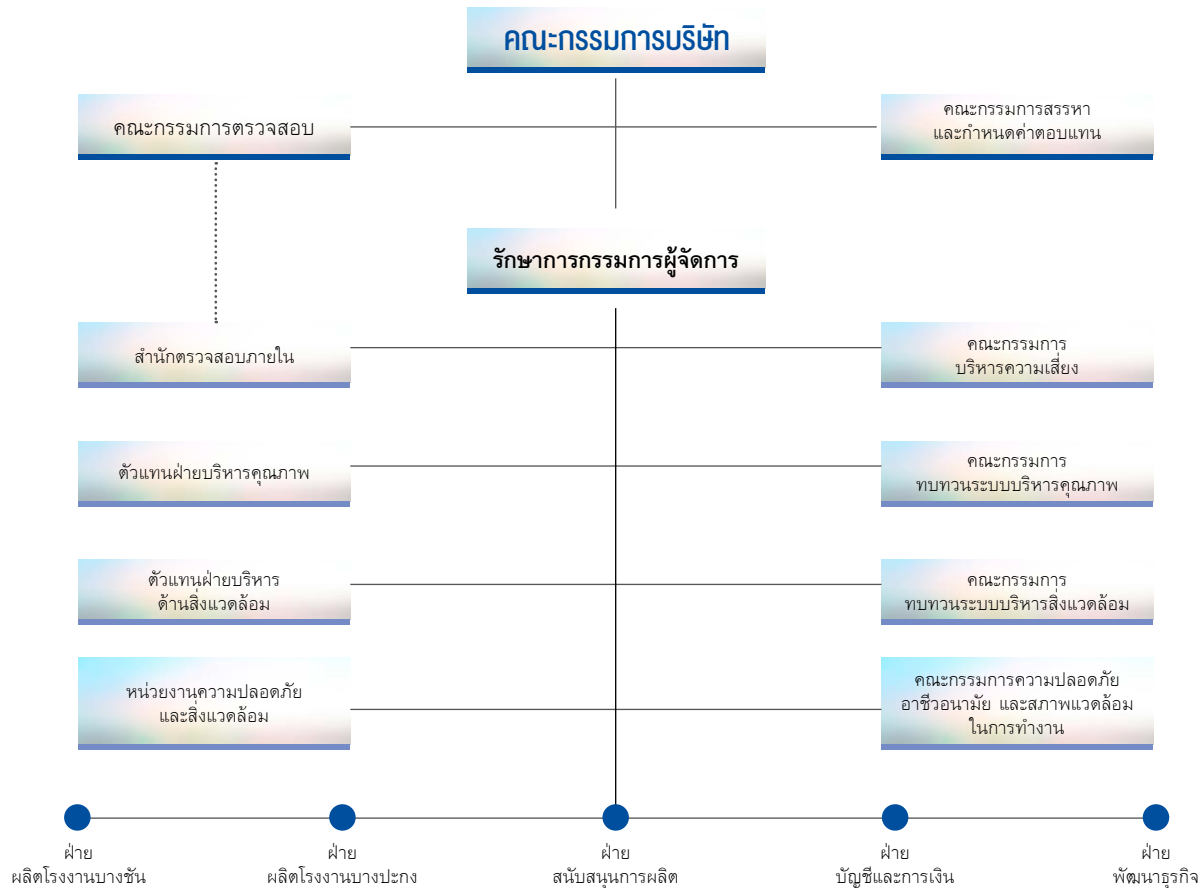 คณะกรรมการบริษัท
คณะกรรมการตรวจสอบ
คณะกรรมการสรรหา
และกำหนดค่าตอบแทน
รักษาการกรรมการผู้จัดการ
สำนักตรวจสอบภายใน
คณะกรรมการ
บริหารความเสี่ยง
ตัวแทนฝ่ายบริหารคุณภาพ
คณะกรรมการ
ทบทวนระบบบริหารคุณภาพ
ตัวแทนฝ่ายบริหาร
ด้านสิ่งแวดล้อม
คณะกรรมการ
ทบทวนระบบบริหารสิ่งแวดล้อม
หน่วยงานความปลอดภัย
และสิ่งแวดล้อม
คณะกรรมการความปลอดภัย
อาชีวอนามัย และสภาพแวดล้อม
ในการทำงาน
ฝ่าย
ผลิตโรงงานบางชัน
ฝ่าย
ผลิตโรงงานบางปะกง
ฝ่าย
สนับสนุนการผลิต
ฝ่าย
บัญชีและการเงิน
ฝ่าย
พัฒนาธุรกิจ